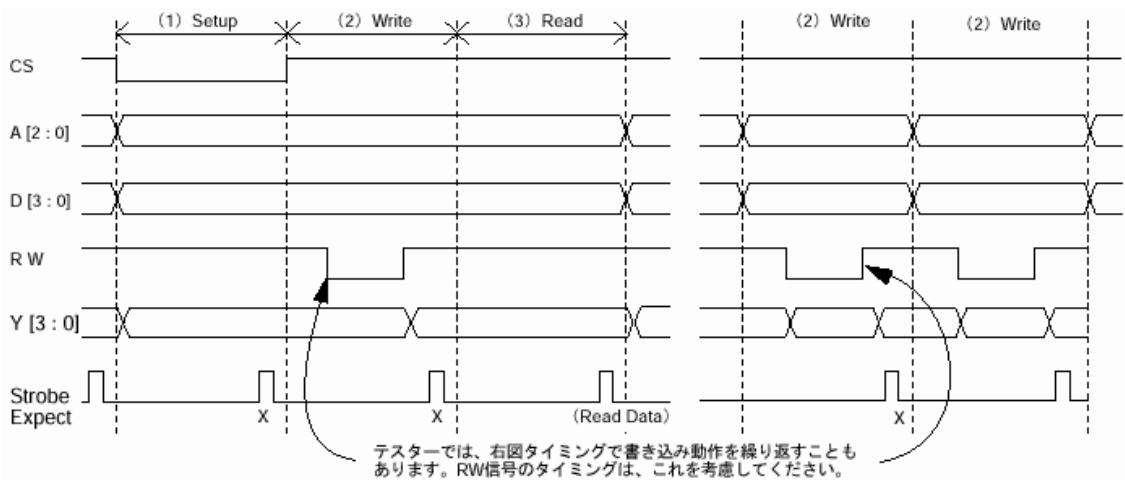 (1) Setup
(2) Write
(3) Read
(2) Write
(2) Write
CS
A [2 : 0]
D [3 : 0]
R W
Y [3 : 0]
Strobe
Expect
X
X
(Read Data)
X
テスターでは、右図タイミングで書き込み動作を繰り返すことも
あります。RW信号のタイミングは、これを考慮してください。